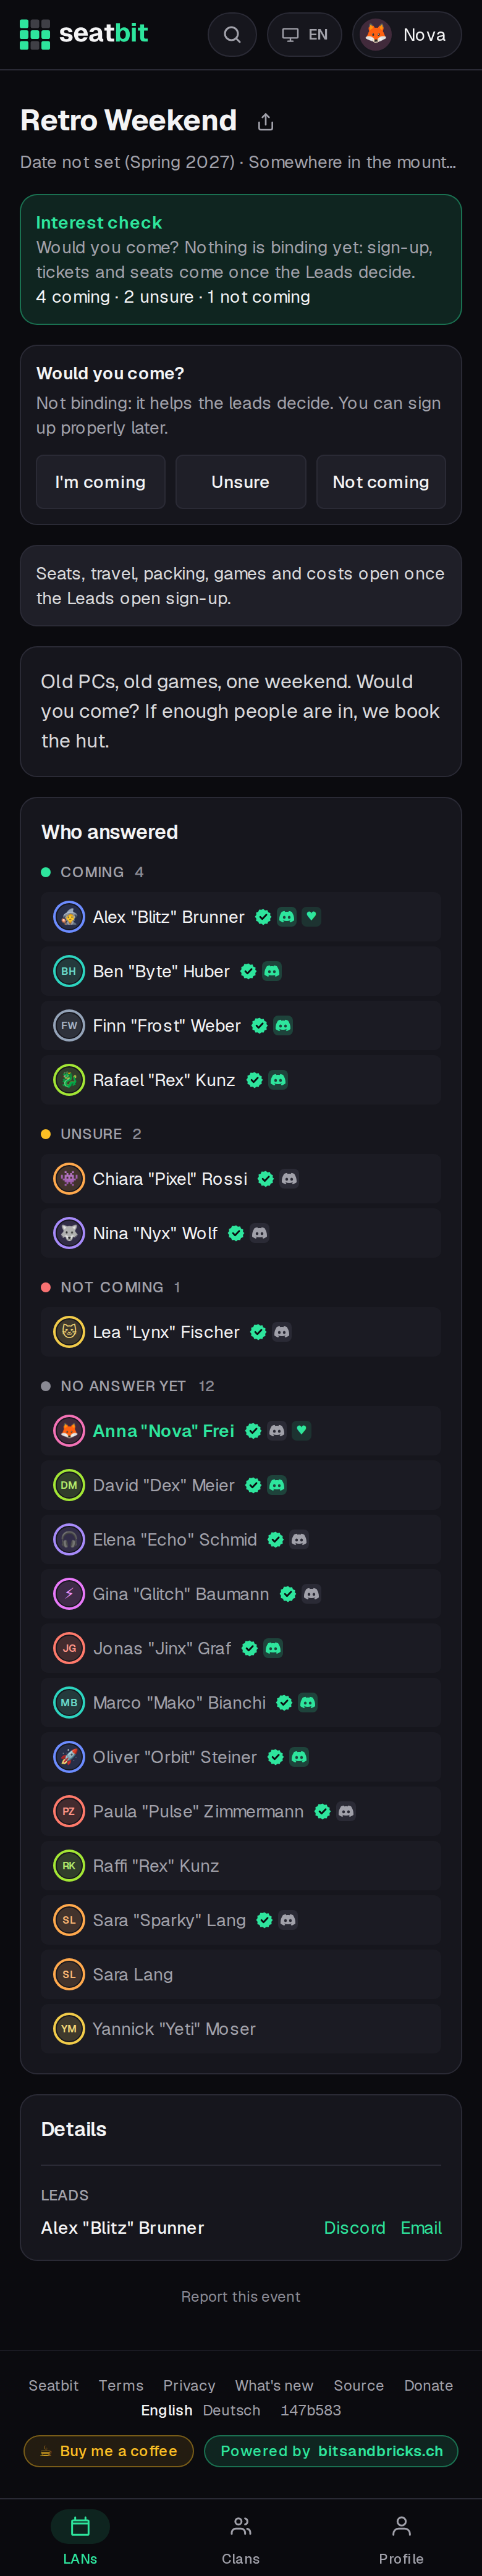 seatbit
EN
Nova
Retro Weekend
Date not set (Spring 2027) · Somewhere in the mount...
Interest check
Would you come? Nothing is binding yet: sign-up,
tickets and seats come once the Leads decide.
4 coming · 2 unsure · 1 not coming
Would you come?
Not binding: it helps the leads decide. You can sign
up properly later.
I'm coming
Unsure
Not coming
Seats, travel, packing, games and costs open once
the Leads open sign-up.
Old PCs, old games, one weekend. Would
you come? If enough people are in, we book
the hut.
Who answered
COMING 4
Alex "Blitz" Brunner
BH Ben "Byte" Huber
FW Finn "Frost" Weber
Rafael "Rex" Kunz
UNSURE 2
Chiara "Pixel" Rossi
Nina "Nyx" Wolf
NOT COMING 1
Lea "Lynx" Fischer
NO ANSWER YET 12
Anna "Nova" Frei
DM David "Dex" Meier
Elena "Echo" Schmid
Gina "Glitch" Baumann
JG Jonas "Jinx" Graf
MB Marco "Mako" Bianchi
Oliver "Orbit" Steiner
PZ Paula "Pulse" Zimmermann
RK Raffi "Rex" Kunz
SL Sara "Sparky" Lang
SL Sara Lang
YM Yannick "Yeti" Moser
Details
LEADS
Alex "Blitz" Brunner Discord Email
Report this event
Seatbit Terms Privacy What's new Source Donate
English Deutsch 147b583
Buy me a coffee Powered by bitsandbricks.ch
LANs Clans Profile